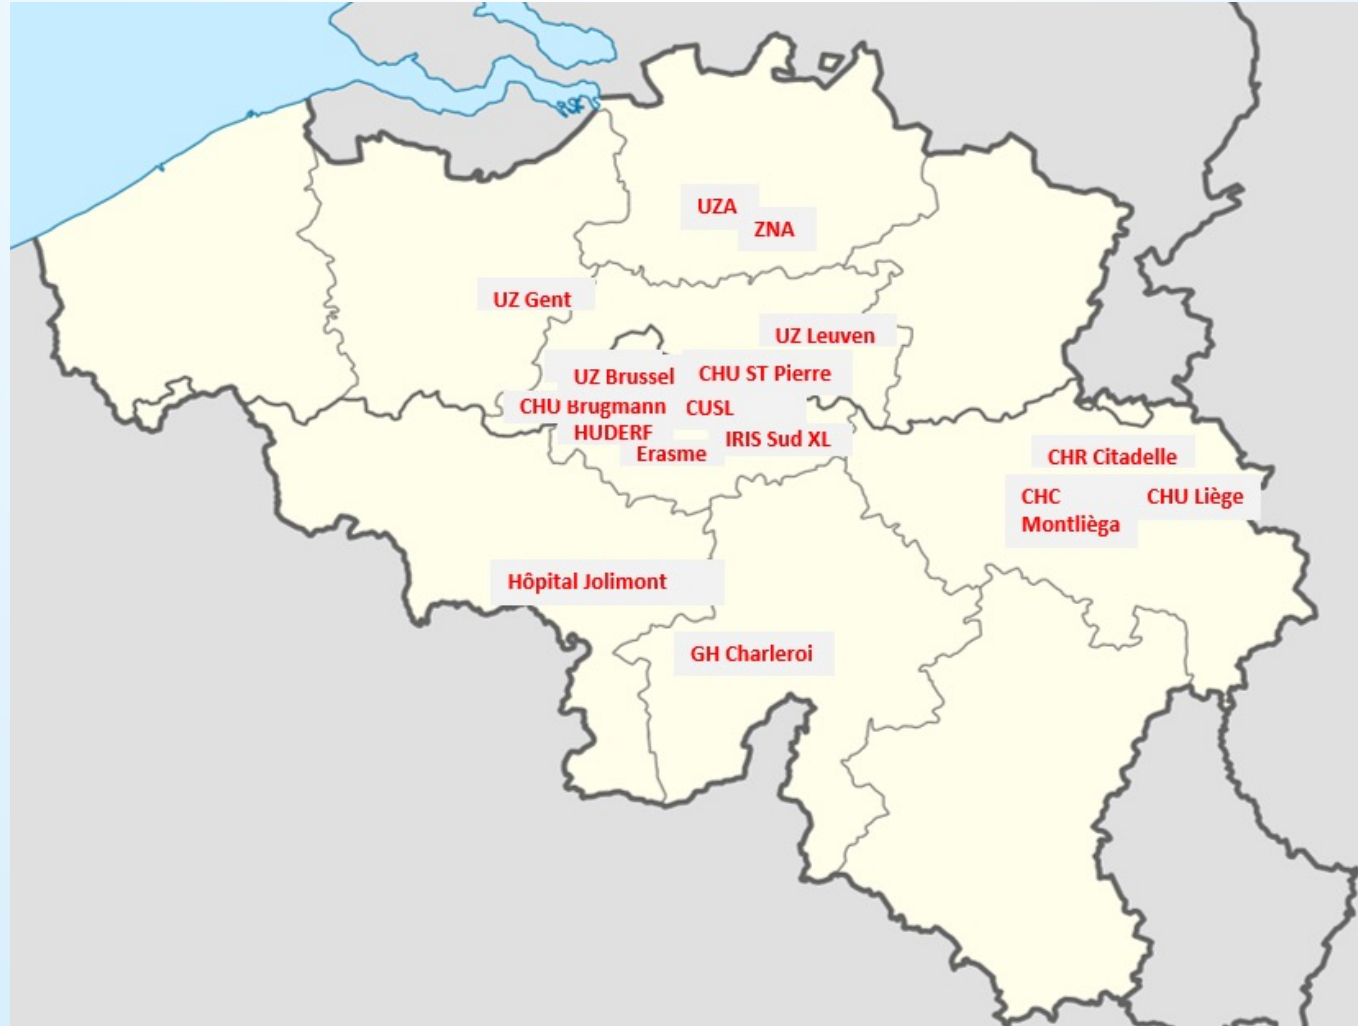 UZA
ZNA
UZ Gent
UZ Leuven
UZ Brussel
CHU ST Pierre
CHU Brugmann
CUSL
HUDERF
IRIS Sud XL
Erasme
CHR Citadelle
CHC
Montlièga
CHU Liège
Hôpital Jolimont
GH Charleroi